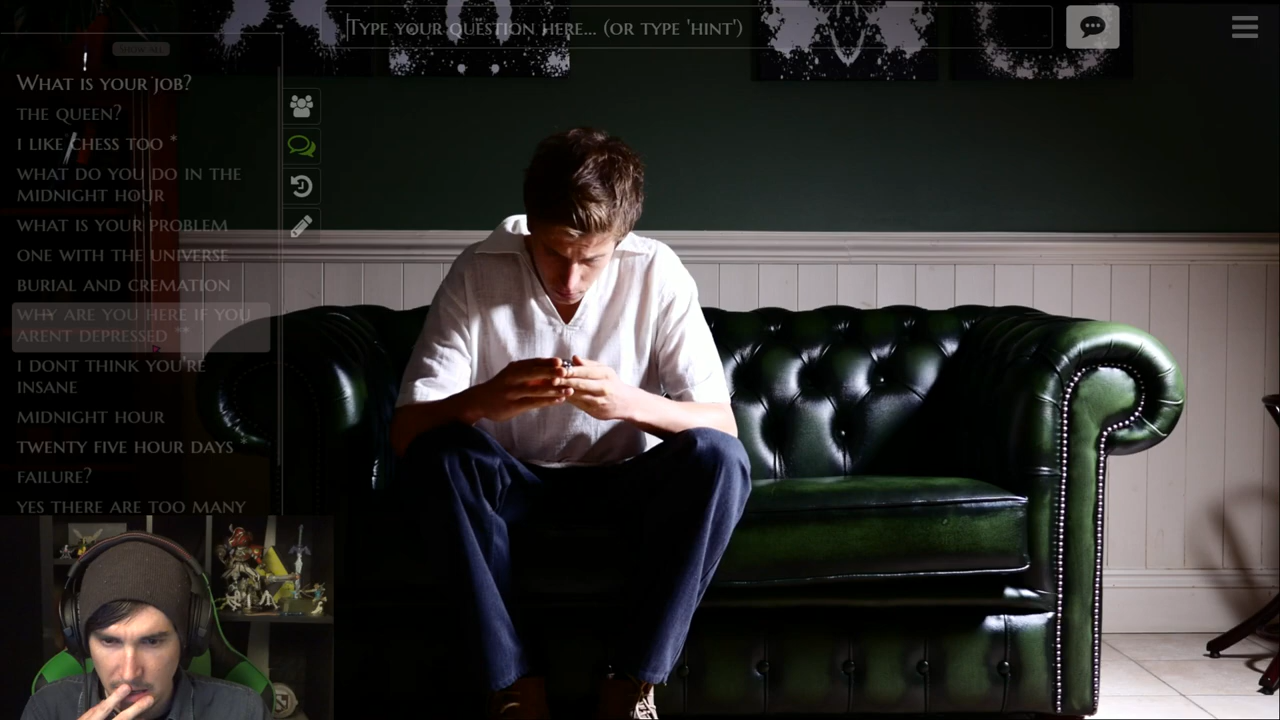 Type your question here... (or type 'hint')
Show all
What is your job?
the queen?
i like chess too *
what do you do in the
midnight hour
what is your problem
one with the universe
burial and cremation
why are you here if you
arent depressed **
i dont think you're
insane
midnight hour
twenty five hour days
failure?
yes there are too many